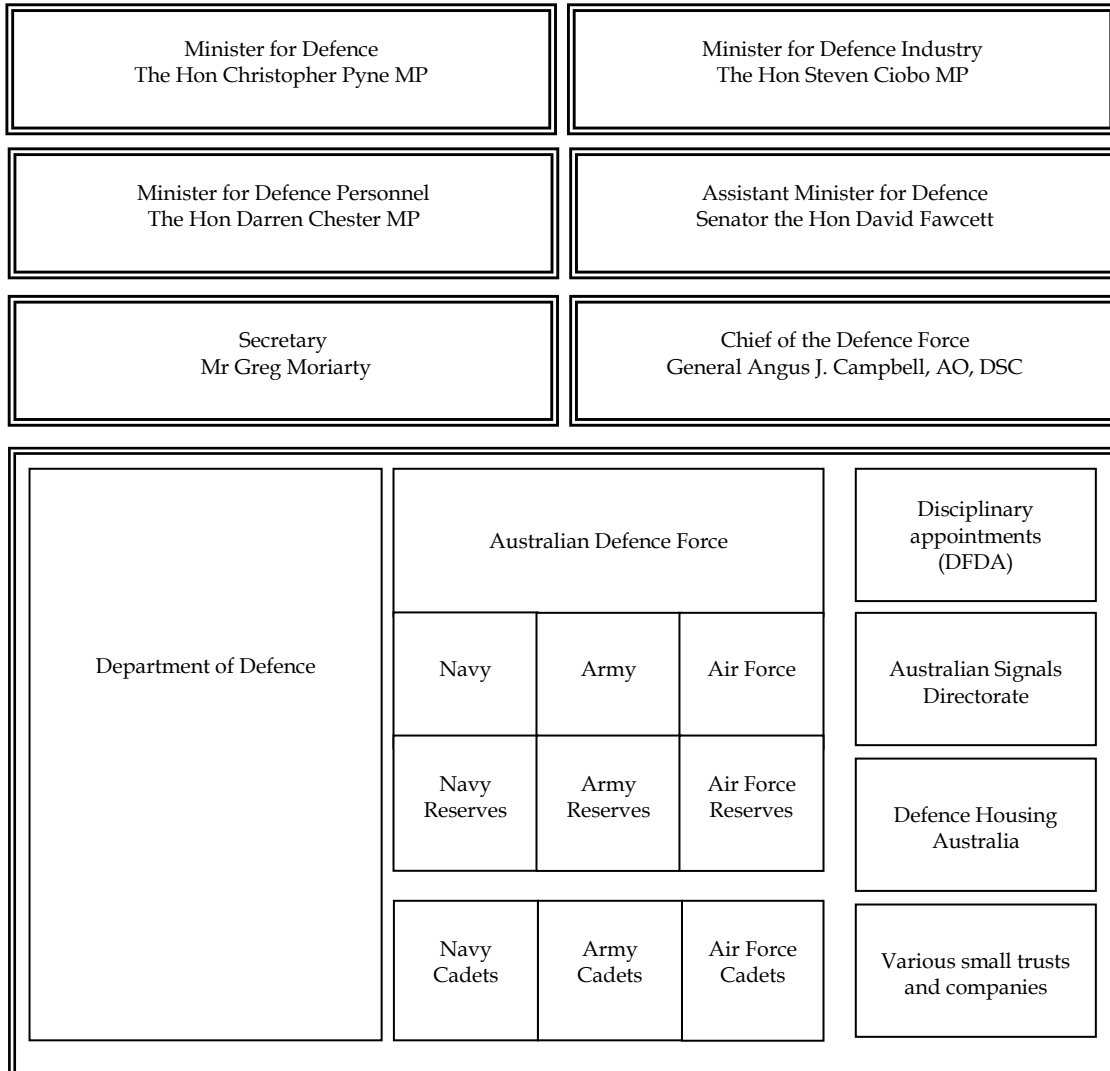 Minister for Defence
The Hon Christopher Pyne MP
Minister for Defence Industry
The Hon Steven Ciobo MP
Minister for Defence Personnel
The Hon Darren Chester MP
Assistant Minister for Defence
Senator the Hon David Fawcett
Secretary
Mr Greg Moriarty
Chief of the Defence Force
General Angus J. Campbell, AO, DSC
Department of Defence
Australian Defence Force
Navy
Army
Air Force
Navy
Reserves
Army
Reserves
Air Force
Reserves
Navy
Cadets
Army
Cadets
Air Force
Cadets
Disciplinary
appointments
(DFDA)
Australian Signals
Directorate
Defence Housing
Australia
Various small trusts
and companies